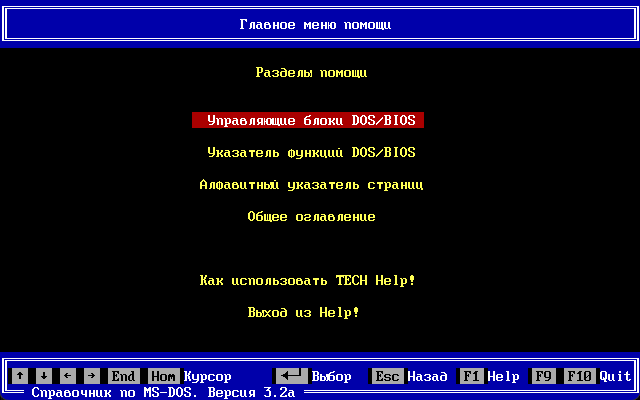 Главное меню помощи
Разделы помощи
Управляющие блоки DOS/BIOS
Указатель функций DOS/BIOS
Алфавитный указатель страниц
Общее оглавление
Как использовать TECH Help!
Выход из Help!
↑ ↓ ← → End Hom Курсор ←┘ Выбор Esc Назад F1 Help F9 F10 Quit
Справочник по MS-DOS. Версия 3.2а